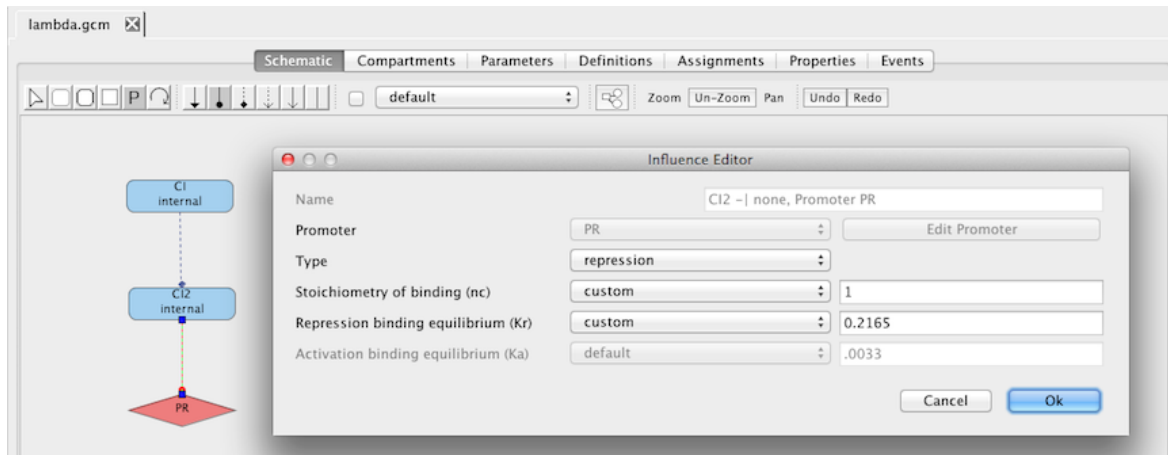 lambda.gcm
Schematic Compartments Parameters Definitions Assignments Properties Events
P default Zoom Un-Zoom Pan Undo Redo
Influence Editor
CI
internal
CI2
internal
PR
Name CI2 -| none, Promoter PR
Promoter PR Edit Promoter
Type repression
Stoichiometry of binding (nc) custom 1
Repression binding equilibrium (Kr) custom 0.2165
Activation binding equilibrium (Ka) default .0033
Cancel Ok